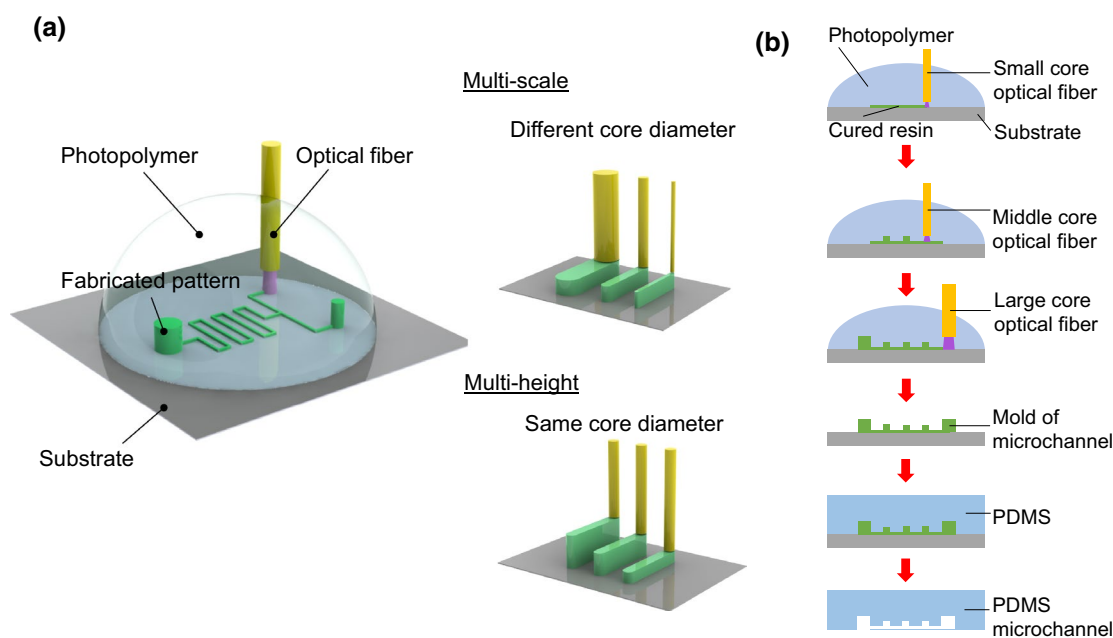 (a)
Multi-scale
Different core diameter
Photopolymer
Optical fiber
Fabricated pattern
Substrate
Multi-height
Same core diameter
(b)
Photopolymer
Small core
optical fiber
Cured resin
Substrate
Middle core
optical fiber
Large core
optical fiber
Mold of
microchannel
PDMS
PDMS
microchannel